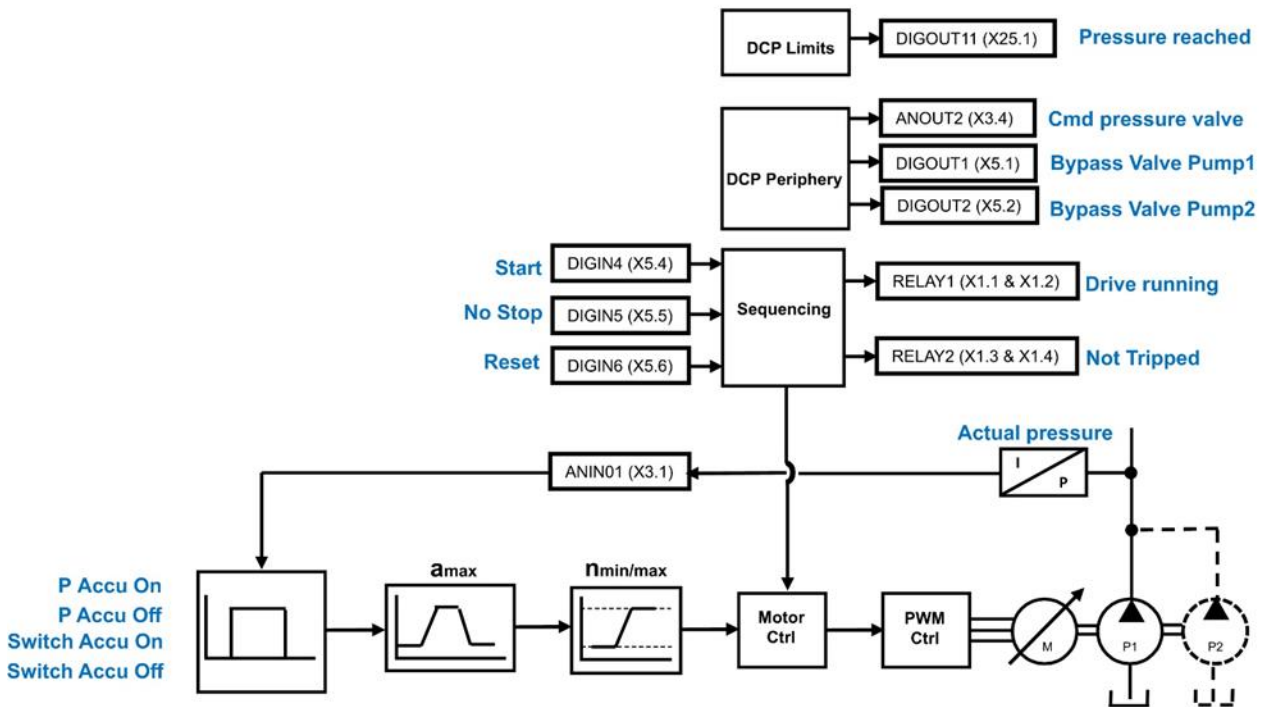 DCP Limits
DIGOUT11 (X25.1)
Pressure reached
DCP Periphery
ANOUT2 (X3.4)
Cmd pressure valve
DIGOUT1 (X5.1)
Bypass Valve Pump1
DIGOUT2 (X5.2)
Bypass Valve Pump2
Start
DIGIN4 (X5.4)
No Stop
DIGIN5 (X5.5)
Reset
DIGIN6 (X5.6)
Sequencing
RELAY1 (X1.1 & X1.2)
Drive running
RELAY2 (X1.3 & X1.4)
Not Tripped
Actual pressure
I
P
ANIN01 (X3.1)
P Accu On
P Accu Off
Switch Accu On
Switch Accu Off
amax
nmin/max
Motor
Ctrl
PWM
Ctrl
M
P1
P2